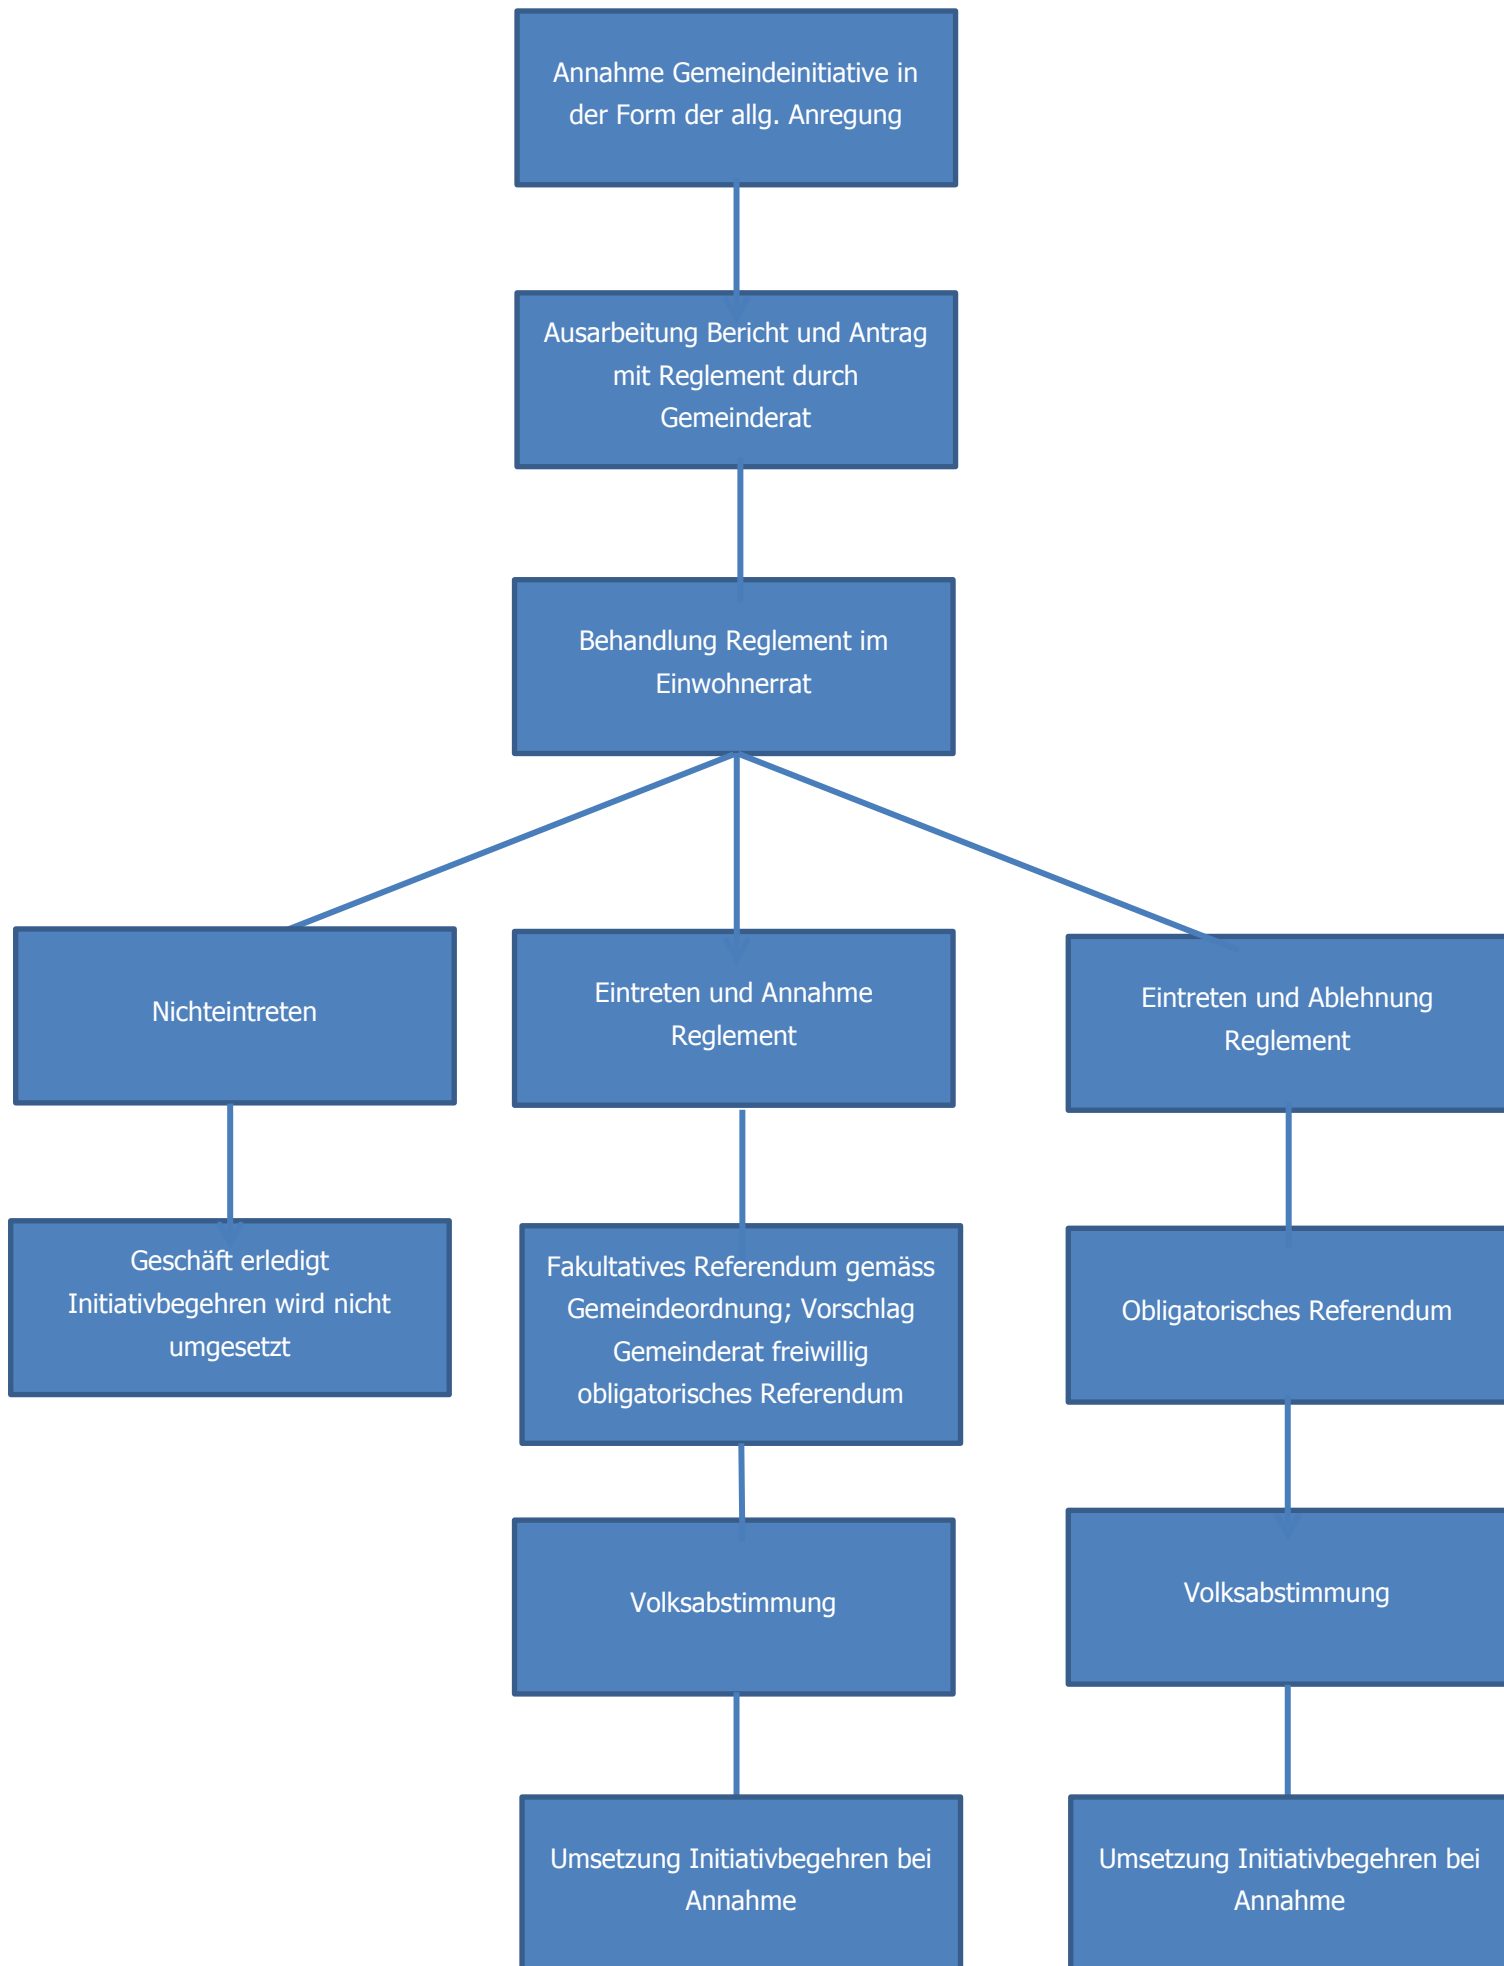 Annahme Gemeindeinitiative in
der Form der allg. Anregung
Ausarbeitung Bericht und Antrag
mit Reglement durch
Gemeinderat
Behandlung Reglement im
Einwohnerrat
Nichteintreten
Eintreten und Annahme
Reglement
Eintreten und Ablehnung
Reglement
Geschäft erledigt
Initiativbegehren wird nicht
umgesetzt
Fakultatives Referendum gemäss
Gemeindeordnung; Vorschlag
Gemeinderat freiwillig
obligatorisches Referendum
Obligatorisches Referendum
Volksabstimmung
Volksabstimmung
Umsetzung Initiativbegehren bei
Annahme
Umsetzung Initiativbegehren bei
Annahme